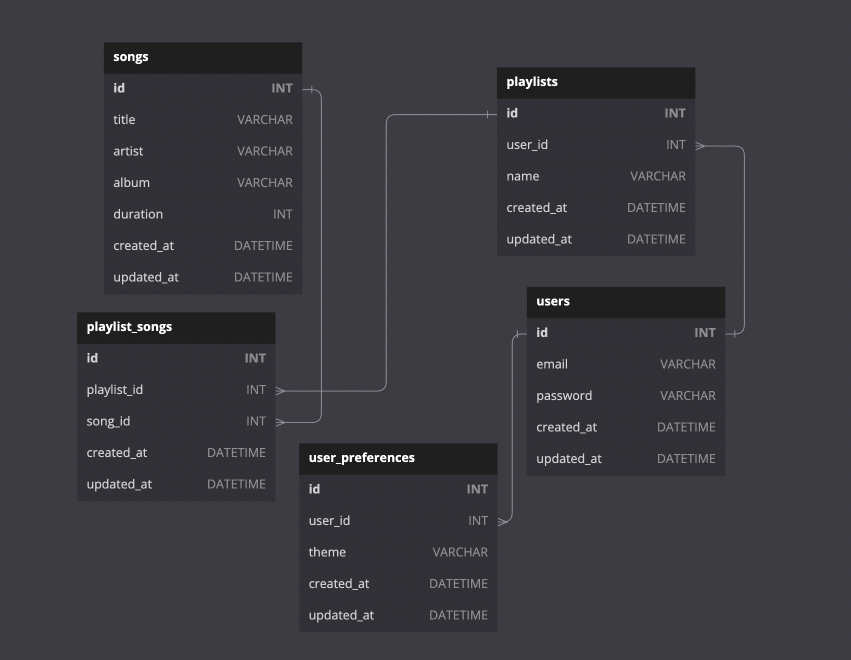 songs
id INT
title VARCHAR
artist VARCHAR
album VARCHAR
duration INT
created_at DATETIME
updated_at DATETIME
playlists
id INT
user_id INT
name VARCHAR
created_at DATETIME
updated_at DATETIME
playlist_songs
id INT
playlist_id INT
song_id INT
created_at DATETIME
updated_at DATETIME
users
id INT
email VARCHAR
password VARCHAR
created_at DATETIME
updated_at DATETIME
user_preferences
id INT
user_id INT
theme VARCHAR
created_at DATETIME
updated_at DATETIME